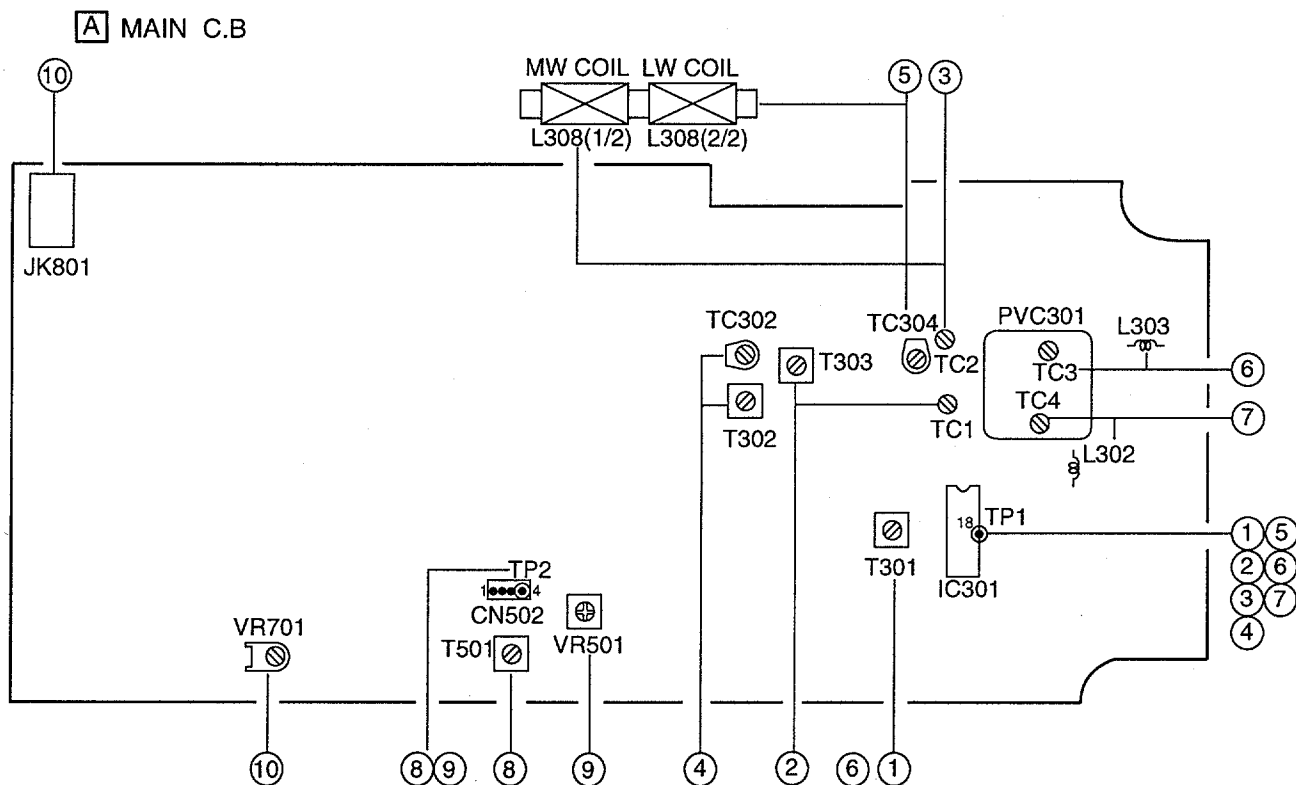 A MAIN C.B
10
MW COIL LW COIL
5 3
L308(1/2) L308(2/2)
JK801
TC302
T303
TC304
TC2
PVC301
L303
TC3
6
T302
TC1
TC4
7
L302
T301
18
TP1
IC301
1 5
2 6
3 7
4
TP2
1 4
CN502
VR701
T501
VR501
10
8 9
8
9
4
2
6 1